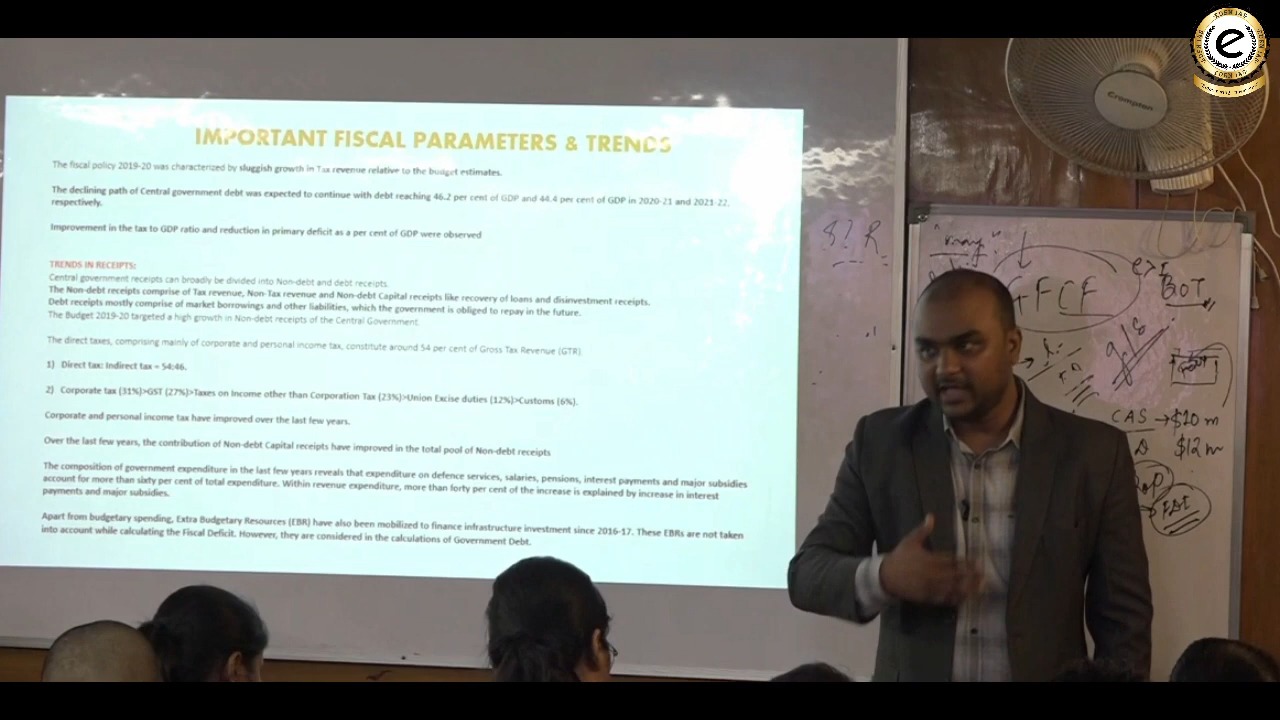 IMPORTANT FISCAL PARAMETERS & TRENDS
The fiscal policy 2019-20 was characterized by sluggish growth in Tax revenue relative to the budget estimates.
The declining path of Central government debt was expected to continue with debt reaching 46.2 per cent of GDP and 44.4 per cent of GDP in 2020-21 and 2021-22,
respectively.
Improvement in the tax to GDP ratio and reduction in primary deficit as a per cent of GDP were observed
TRENDS IN RECEIPTS:
Central government receipts can broadly be divided into Non-debt and debt receipts.
The Non-debt receipts comprise of Tax revenue, Non-Tax revenue and Non-debt Capital receipts like recovery of loans and disinvestment receipts.
Debt receipts mostly comprise of market borrowings and other liabilities, which the government is obliged to repay in the future.
The Budget 2019-20 targeted a high growth in Non-debt receipts of the Central Government.
The direct taxes, comprising mainly of corporate and personal income tax, constitute around 54 per cent of Gross Tax Revenue (GTR).
1) Direct tax: Indirect tax = 54:46.
2) Corporate tax (31%)>GST (27%)>Taxes on Income other than Corporation Tax (23%)>Union Excise duties (12%)>Customs (6%).
Corporate and personal income tax have improved over the last few years.
Over the last few years, the contribution of Non-debt Capital receipts have improved in the total pool of Non-debt receipts
The composition of government expenditure in the last few years reveals that expenditure on defence services, salaries, pensions, interest payments and major subsidies
account for more than sixty per cent of total expenditure. Within revenue expenditure, more than forty per cent of the increase is explained by increase in interest
payments and major subsidies.
Apart from budgetary spending, Extra Budgetary Resources (EBR) have also been mobilized to finance infrastructure investment since 2016-17. These EBRs are not taken
into account while calculating the Fiscal Deficit. However, they are considered in the calculations of Government Debt.
Crompton
e
GFCF
BOT
CAS → $20 m
$12 m